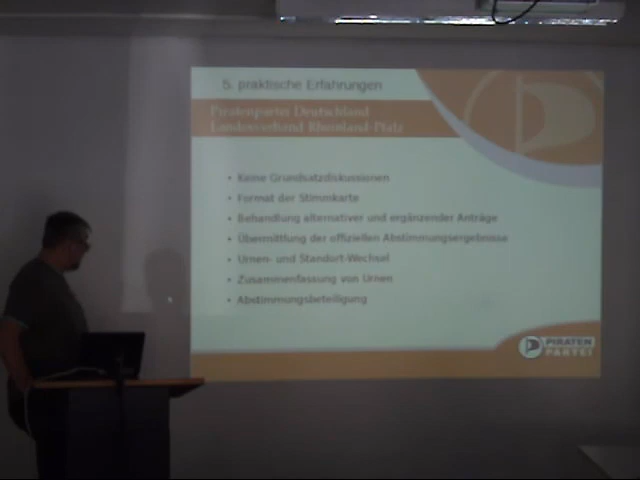 5. praktische Erfahrungen
Piratenpartei Deutschland
Landesverband Rheinland-Pfalz
• Keine Grundsatzdiskussionen
• Format der Stimmkarte
• Behandlung alternativer und ergänzender Anträge
• Übermittlung der offiziellen Abstimmungsergebnisse
• Urnen- und Standort-Wechsel
• Zusammenfassung von Urnen
• Abstimmungsbeteiligung
PIRATEN
PARTEI